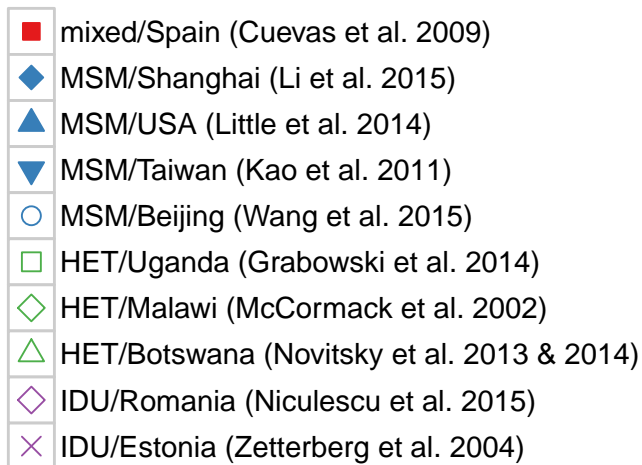 mixed/Spain (Cuevas et al. 2009)
MSM/Shanghai (Li et al. 2015)
MSM/USA (Little et al. 2014)
MSM/Taiwan (Kao et al. 2011)
MSM/Beijing (Wang et al. 2015)
HET/Uganda (Grabowski et al. 2014)
HET/Malawi (McCormack et al. 2002)
HET/Botswana (Novitsky et al. 2013 & 2014)
IDU/Romania (Niculescu et al. 2015)
IDU/Estonia (Zetterberg et al. 2004)